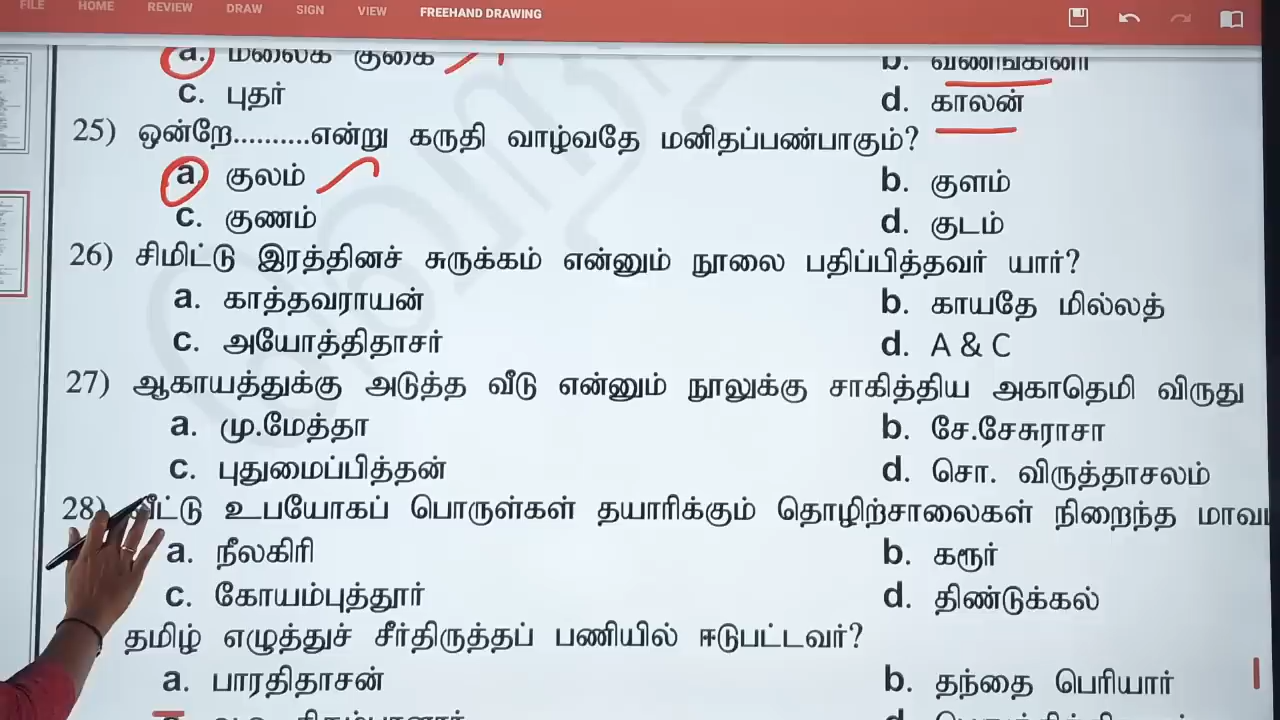 FILE HOME REVIEW DRAW SIGN VIEW FREEHAND DRAWING
a. மலைக் குகை b. வணங்கினா
c. புதர் d. காலன்
25) ஒன்றே..........என்று கருதி வாழ்வதே மனிதப்பண்பாகும்?
a குலம் b. குளம்
c. குணம் d. குடம்
26) சிமிட்டு இரத்தினச் சுருக்கம் என்னும் நூலை பதிப்பித்தவர் யார்?
a. காத்தவராயன் b. காயதே மில்லத்
c. அயோத்திதாசர் d. A & C
27) ஆகாயத்துக்கு அடுத்த வீடு என்னும் நூலுக்கு சாகித்திய அகாதெமி விருது
a. மு.மேத்தா b. சே.சேசுராசா
c. புதுமைப்பித்தன் d. சொ. விருத்தாசலம்
28) வீட்டு உபயோகப் பொருள்கள் தயாரிக்கும் தொழிற்சாலைகள் நிறைந்த மாவ
a. நீலகிரி b. கரூர்
c. கோயம்புத்தூர் d. திண்டுக்கல்
தமிழ் எழுத்துச் சீர்திருத்தப் பணியில் ஈடுபட்டவர்?
a. பாரதிதாசன் b. தந்தை பெரியார்